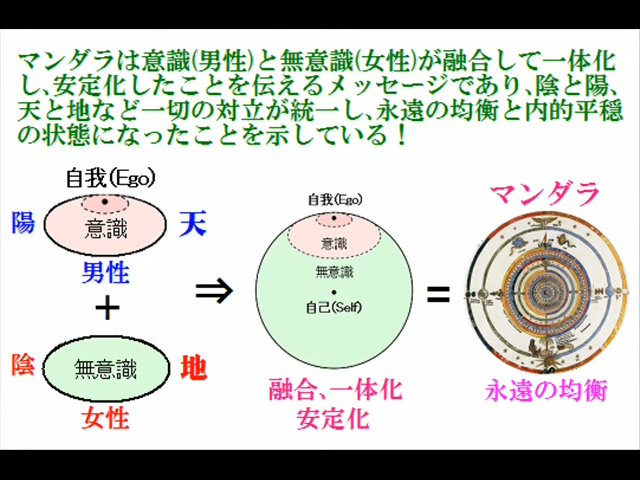 マンダラは意識(男性)と無意識(女性)が融合して一体化
し､安定化したことを伝えるメッセージであり､陰と陽､
天と地など一切の対立が統一し､永遠の均衡と内的平穏
の状態になったことを示している！
自我(Ego)
陽
意識
天
男性
+
陰
無意識
地
女性
⇒
自我(Ego)
意識
無意識
自己(Self)
融合､一体化
安定化
=
マンダラ
永遠の均衡